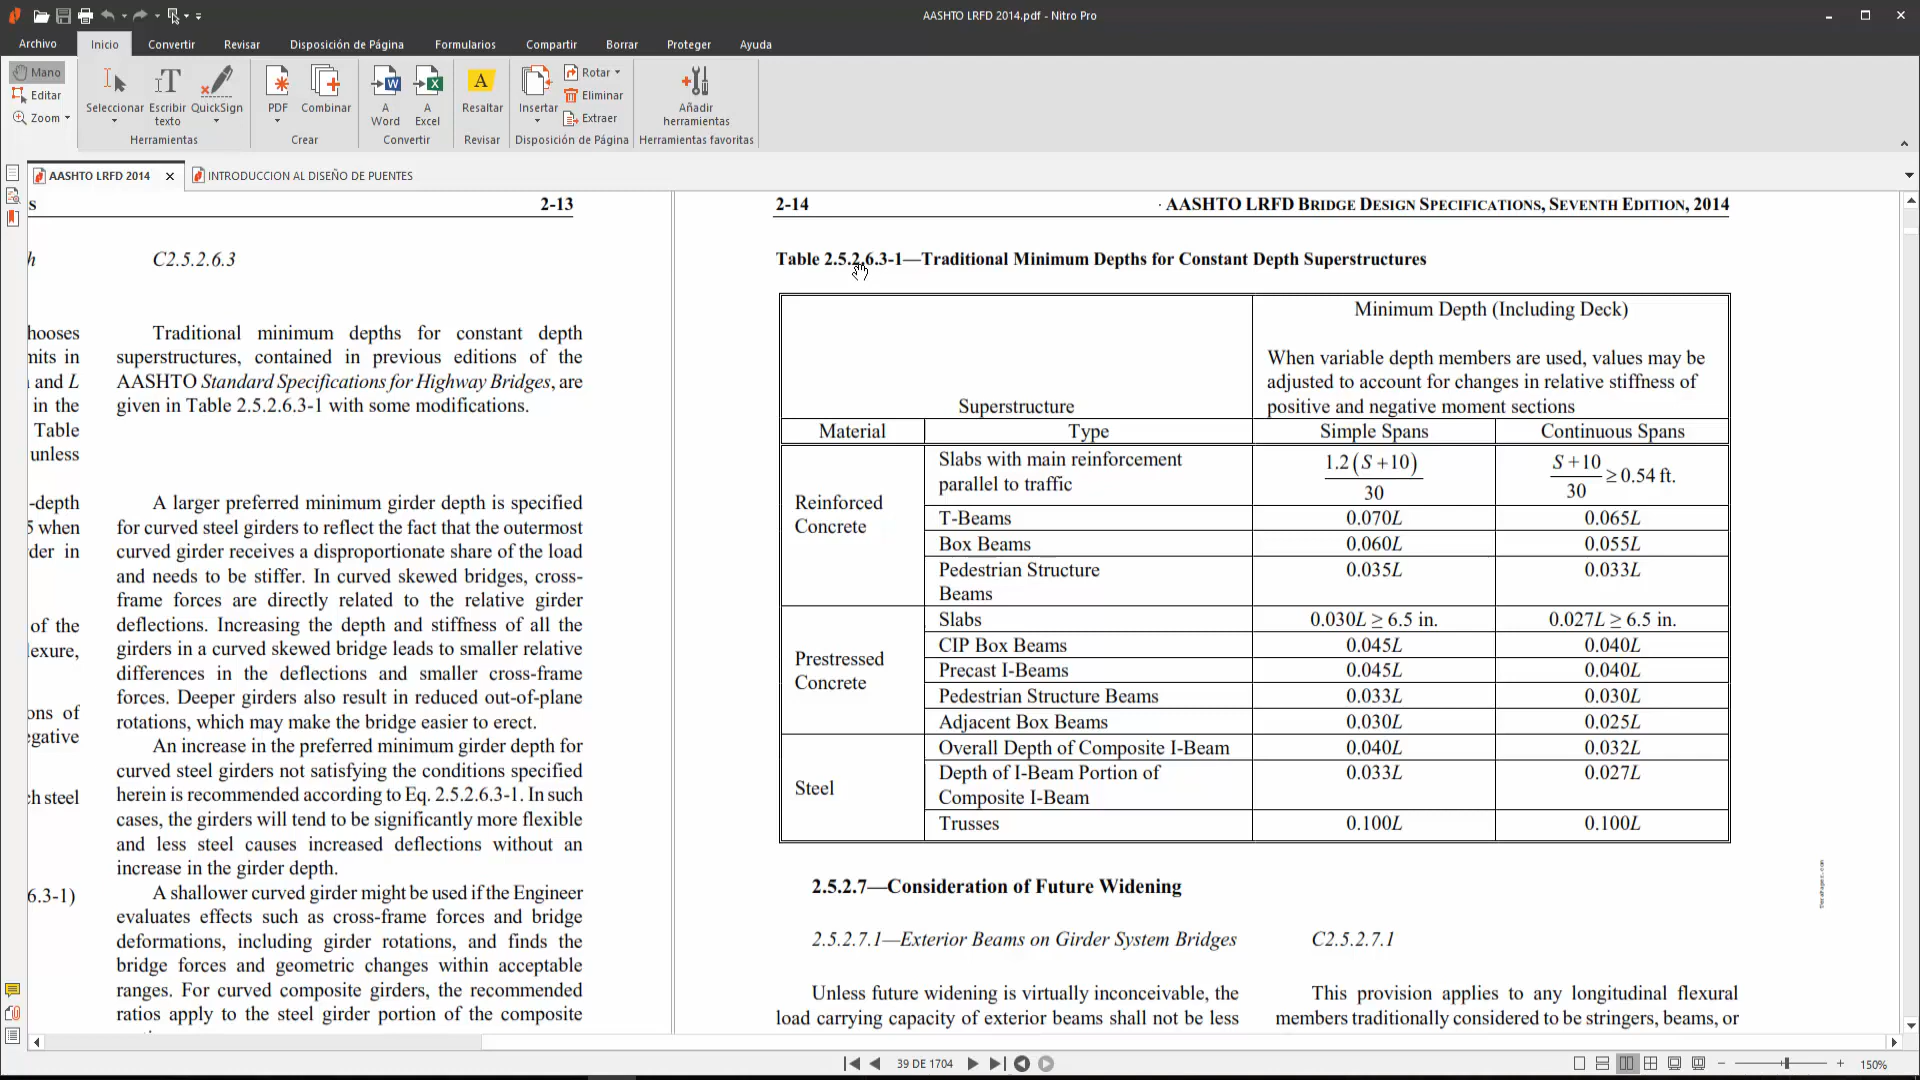 AASHTO LRFD 2014.pdf - Nitro Pro
Archivo Inicio Convertir Revisar Disposición de Página Formularios Compartir Borrar Proteger Ayuda
Mano
Editar
Zoom
Seleccionar
Escribir texto
QuickSign
Herramientas
PDF
Combinar
Crear
A Word
A Excel
Convertir
Resaltar
Revisar
Insertar
Rotar
Eliminar
Extraer
Disposición de Página
Añadir herramientas
Herramientas favoritas
AASHTO LRFD 2014
INTRODUCCION AL DISEÑO DE PUENTES
s 2-13
h
hooses
mits in
and L
in the
Table
unless
-depth
5 when
der in
of the
lexure,
ons of
egative
ch steel
6.3-1)
C2.5.2.6.3
Traditional minimum depths for constant depth
superstructures, contained in previous editions of the
AASHTO Standard Specifications for Highway Bridges, are
given in Table 2.5.2.6.3-1 with some modifications.
A larger preferred minimum girder depth is specified
for curved steel girders to reflect the fact that the outermost
curved girder receives a disproportionate share of the load
and needs to be stiffer. In curved skewed bridges, cross-
frame forces are directly related to the relative girder
deflections. Increasing the depth and stiffness of all the
girders in a curved skewed bridge leads to smaller relative
differences in the deflections and smaller cross-frame
forces. Deeper girders also result in reduced out-of-plane
rotations, which may make the bridge easier to erect.
An increase in the preferred minimum girder depth for
curved steel girders not satisfying the conditions specified
herein is recommended according to Eq. 2.5.2.6.3-1. In such
cases, the girders will tend to be significantly more flexible
and less steel causes increased deflections without an
increase in the girder depth.
A shallower curved girder might be used if the Engineer
evaluates effects such as cross-frame forces and bridge
deformations, including girder rotations, and finds the
bridge forces and geometric changes within acceptable
ranges. For curved composite girders, the recommended
ratios apply to the steel girder portion of the composite
2-14 AASHTO LRFD BRIDGE DESIGN SPECIFICATIONS, SEVENTH EDITION, 2014
Table 2.5.2.6.3-1—Traditional Minimum Depths for Constant Depth Superstructures
Superstructure
Minimum Depth (Including Deck)
When variable depth members are used, values may be
adjusted to account for changes in relative stiffness of
positive and negative moment sections
Material Type Simple Spans Continuous Spans
Reinforced
Concrete
Slabs with main reinforcement
parallel to traffic
1.2(S+10)
30
S+10
30
≥ 0.54 ft.
T-Beams 0.070L 0.065L
Box Beams 0.060L 0.055L
Pedestrian Structure 0.035L 0.033L
Beams
Prestressed
Concrete
Slabs 0.030L ≥ 6.5 in. 0.027L ≥ 6.5 in.
CIP Box Beams 0.045L 0.040L
Precast I-Beams 0.045L 0.040L
Pedestrian Structure Beams 0.033L 0.030L
Adjacent Box Beams 0.030L 0.025L
Steel
Overall Depth of Composite I-Beam 0.040L 0.032L
Depth of I-Beam Portion of 0.033L 0.027L
Composite I-Beam
Trusses 0.100L 0.100L
2.5.2.7—Consideration of Future Widening
2.5.2.7.1—Exterior Beams on Girder System Bridges
Unless future widening is virtually inconceivable, the
load carrying capacity of exterior beams shall not be less
C2.5.2.7.1
This provision applies to any longitudinal flexural
members traditionally considered to be stringers, beams, or
39 DE 1704
150%